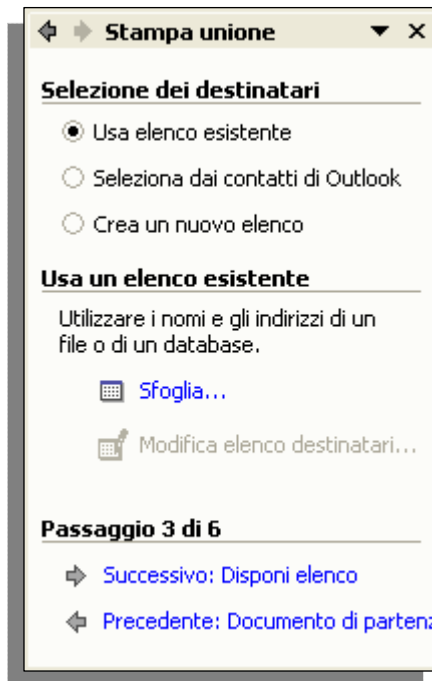 Stampa unione
Selezione dei destinatari
Usa elenco esistente
Seleziona dai contatti di Outlook
Crea un nuovo elenco
Usa un elenco esistente
Utilizzare i nomi e gli indirizzi di un
file o di un database.
Sfoglia...
Modifica elenco destinatari...
Passaggio 3 di 6
Successivo: Disponi elenco
Precedente: Documento di partenz